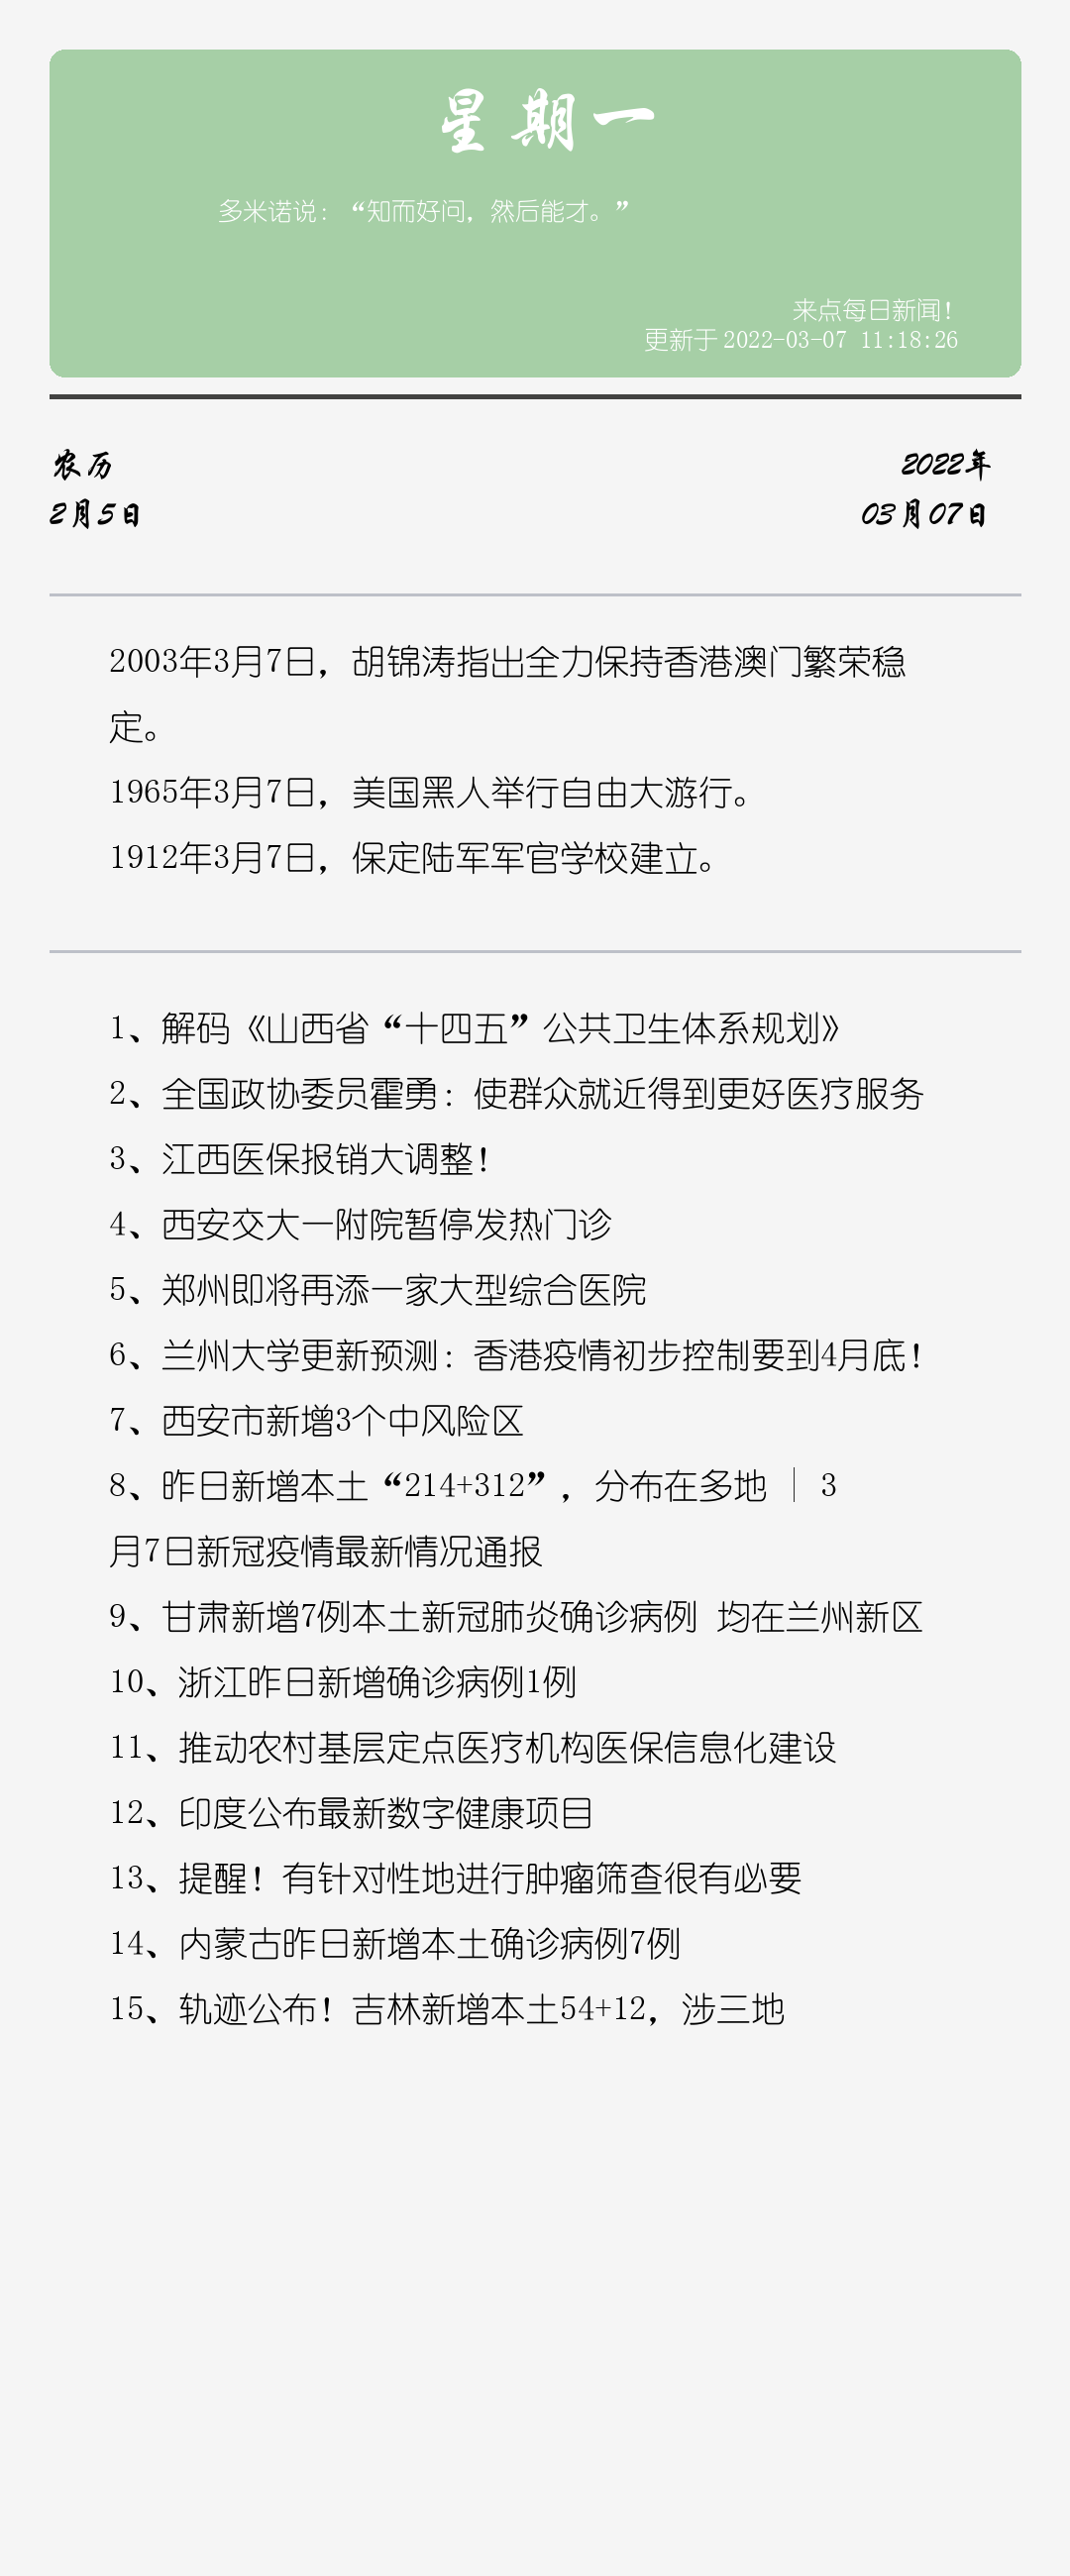 星期一
多米诺说：“知而好问，然后能才。”
来点每日新闻！
更新于2022-03-07 11:18:26
农历
2月5日
2022年
03月07日
2003年3月7日，胡锦涛指出全力保持香港澳门繁荣稳
定。
1965年3月7日，美国黑人举行自由大游行。
1912年3月7日，保定陆军军官学校建立。
1、解码《山西省“十四五”公共卫生体系规划》
2、全国政协委员霍勇：使群众就近得到更好医疗服务
3、江西医保报销大调整！
4、西安交大一附院暂停发热门诊
5、郑州即将再添一家大型综合医院
6、兰州大学更新预测：香港疫情初步控制要到4月底！
7、西安市新增3个中风险区
8、昨日新增本土“214+312”，分布在多地 | 3
月7日新冠疫情最新情况通报
9、甘肃新增7例本土新冠肺炎确诊病例 均在兰州新区
10、浙江昨日新增确诊病例1例
11、推动农村基层定点医疗机构医保信息化建设
12、印度公布最新数字健康项目
13、提醒！有针对性地进行肿瘤筛查很有必要
14、内蒙古昨日新增本土确诊病例7例
15、轨迹公布！吉林新增本土54+12，涉三地